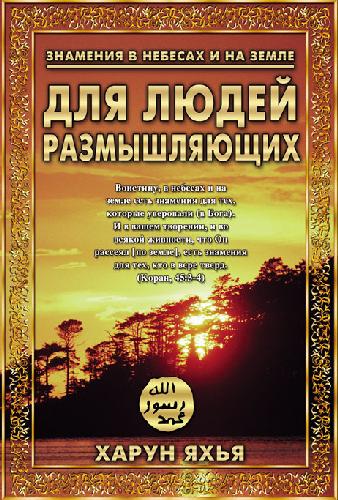 ЗНАМЕНИЯ В НЕБЕСАХ И НА ЗЕМЛЕ
ДЛЯ ЛЮДЕЙ
РАЗМЫШЛЯЮЩИХ
Воистину, в небесах и на
земле есть знамения для тех,
которые уверовали (в Бога).
И в вашем творении, и во
всякой живности, что Он
рассеял [по земле], есть знамения
для тех, кто в вере тверд.
(Коран, 45:3-4)
الله
رسول
محمد
ХАРУН ЯХЬЯ